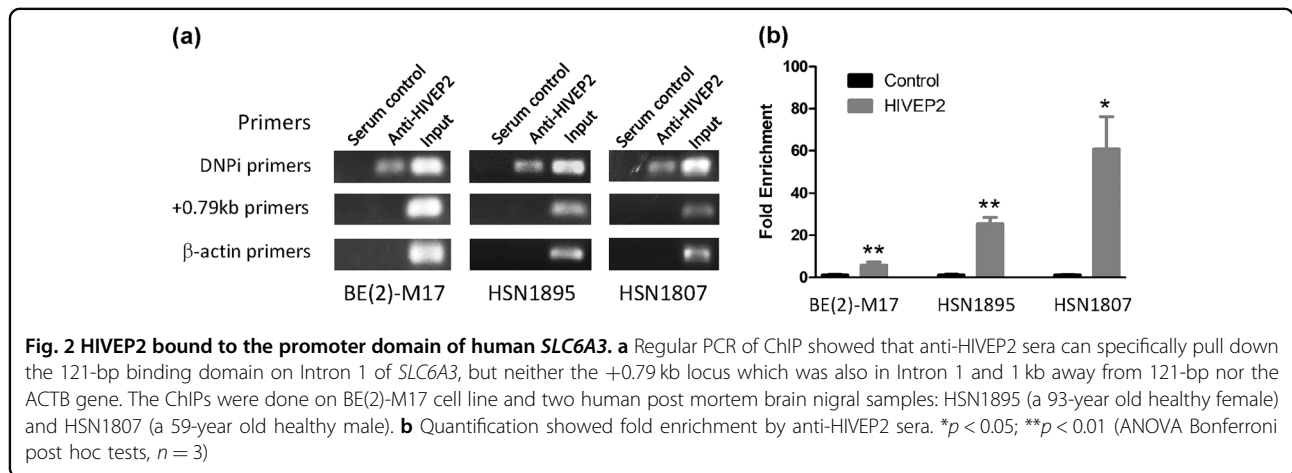 (a)
Serum control
Anti-HIVEP2
Input
Serum control
Anti-HIVEP2
Input
Serum control
Anti-HIVEP2
Input
Primers
DNPi primers
+0.79kb primers
β-actin primers
BE(2)-M17
HSN1895
HSN1807
(b)
Control
HIVEP2
Fold Enrichment
100
80
60
40
20
0
**
**
*
BE(2)-M17
HSN1895
HSN1807
Fig. 2 HIVEP2 bound to the promoter domain of human SLC6A3. a Regular PCR of ChIP showed that anti-HIVEP2 sera can specifically pull down
the 121-bp binding domain on Intron 1 of SLC6A3, but neither the +0.79 kb locus which was also in Intron 1 and 1 kb away from 121-bp nor the
ACTB gene. The ChIPs were done on BE(2)-M17 cell line and two human post mortem brain nigral samples: HSN1895 (a 93-year old healthy female)
and HSN1807 (a 59-year old healthy male). b Quantification showed fold enrichment by anti-HIVEP2 sera. *p < 0.05; **p < 0.01 (ANOVA Bonferroni
post hoc tests, n = 3)